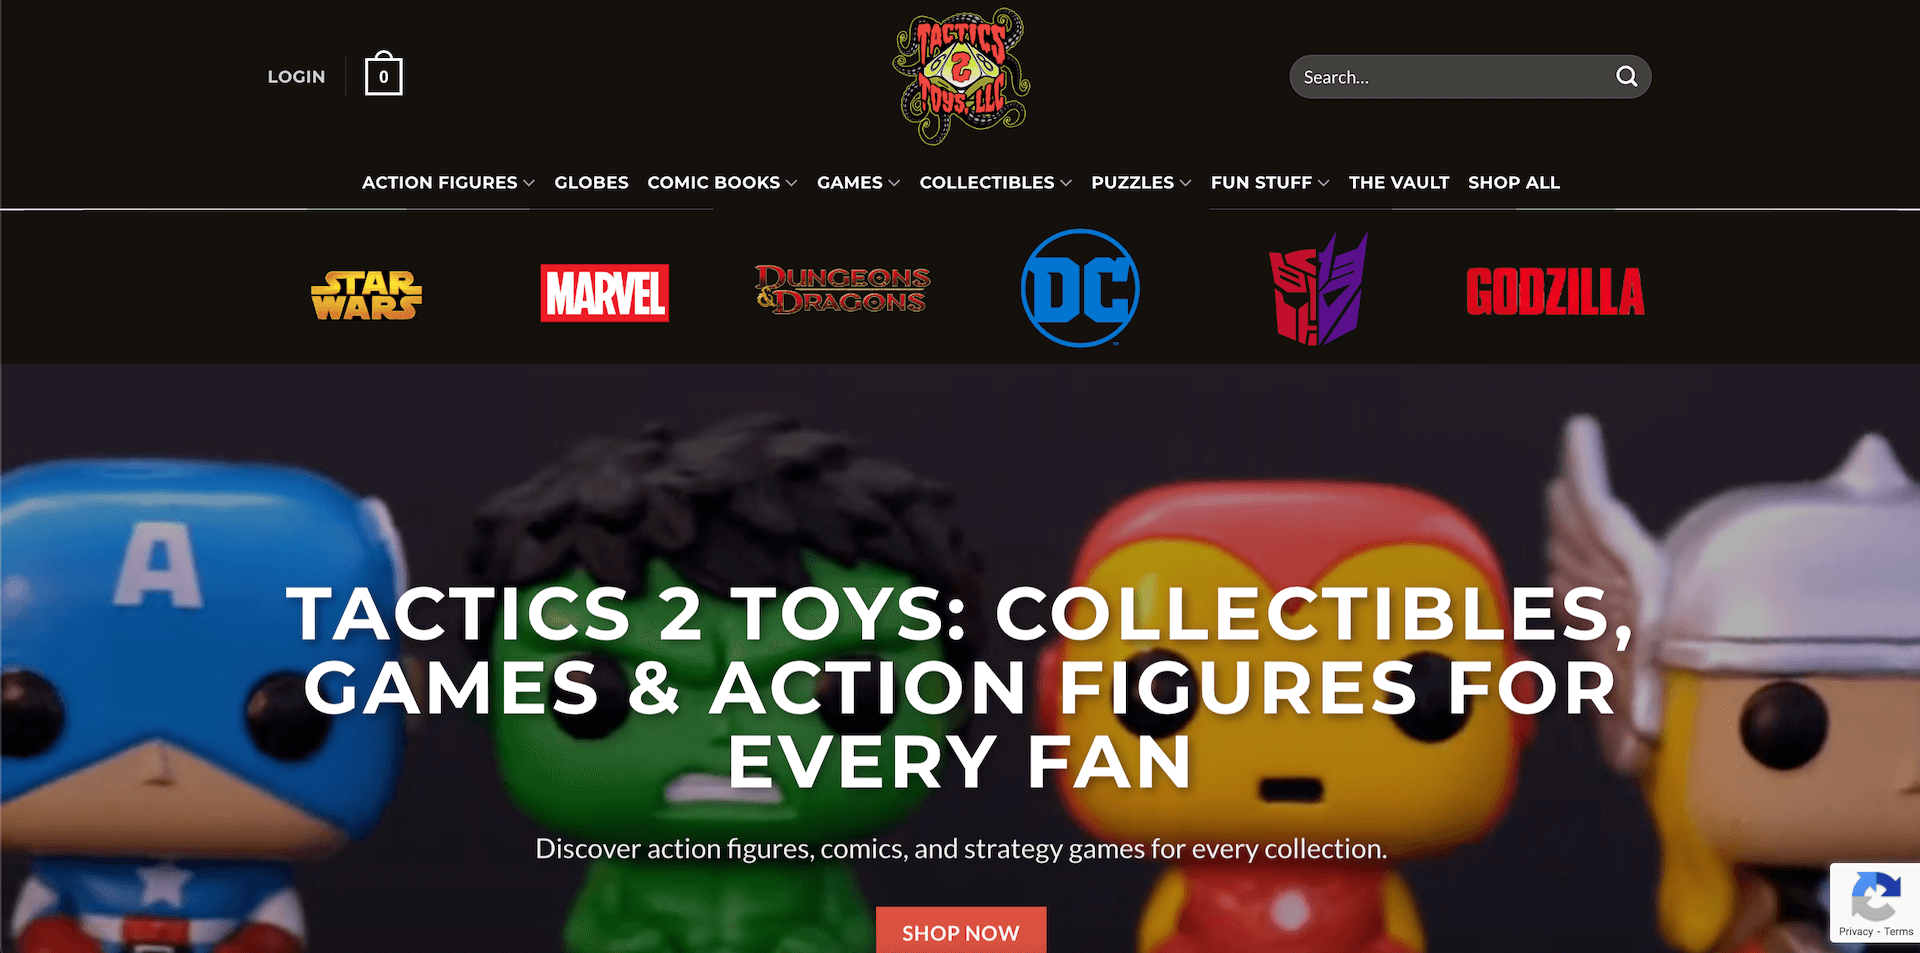 LOGIN
0
TACTICS
2
TOYS, LLC
Search...
ACTION FIGURES
GLOBES
COMIC BOOKS
GAMES
COLLECTIBLES
PUZZLES
FUN STUFF
THE VAULT
SHOP ALL
STAR
WARS
MARVEL
DUNGEONS
& DRAGONS
DC
™
GODZILLA
A
TACTICS 2 TOYS: COLLECTIBLES,
GAMES & ACTION FIGURES FOR
EVERY FAN
Discover action figures, comics, and strategy games for every collection.
SHOP NOW
Privacy - Terms